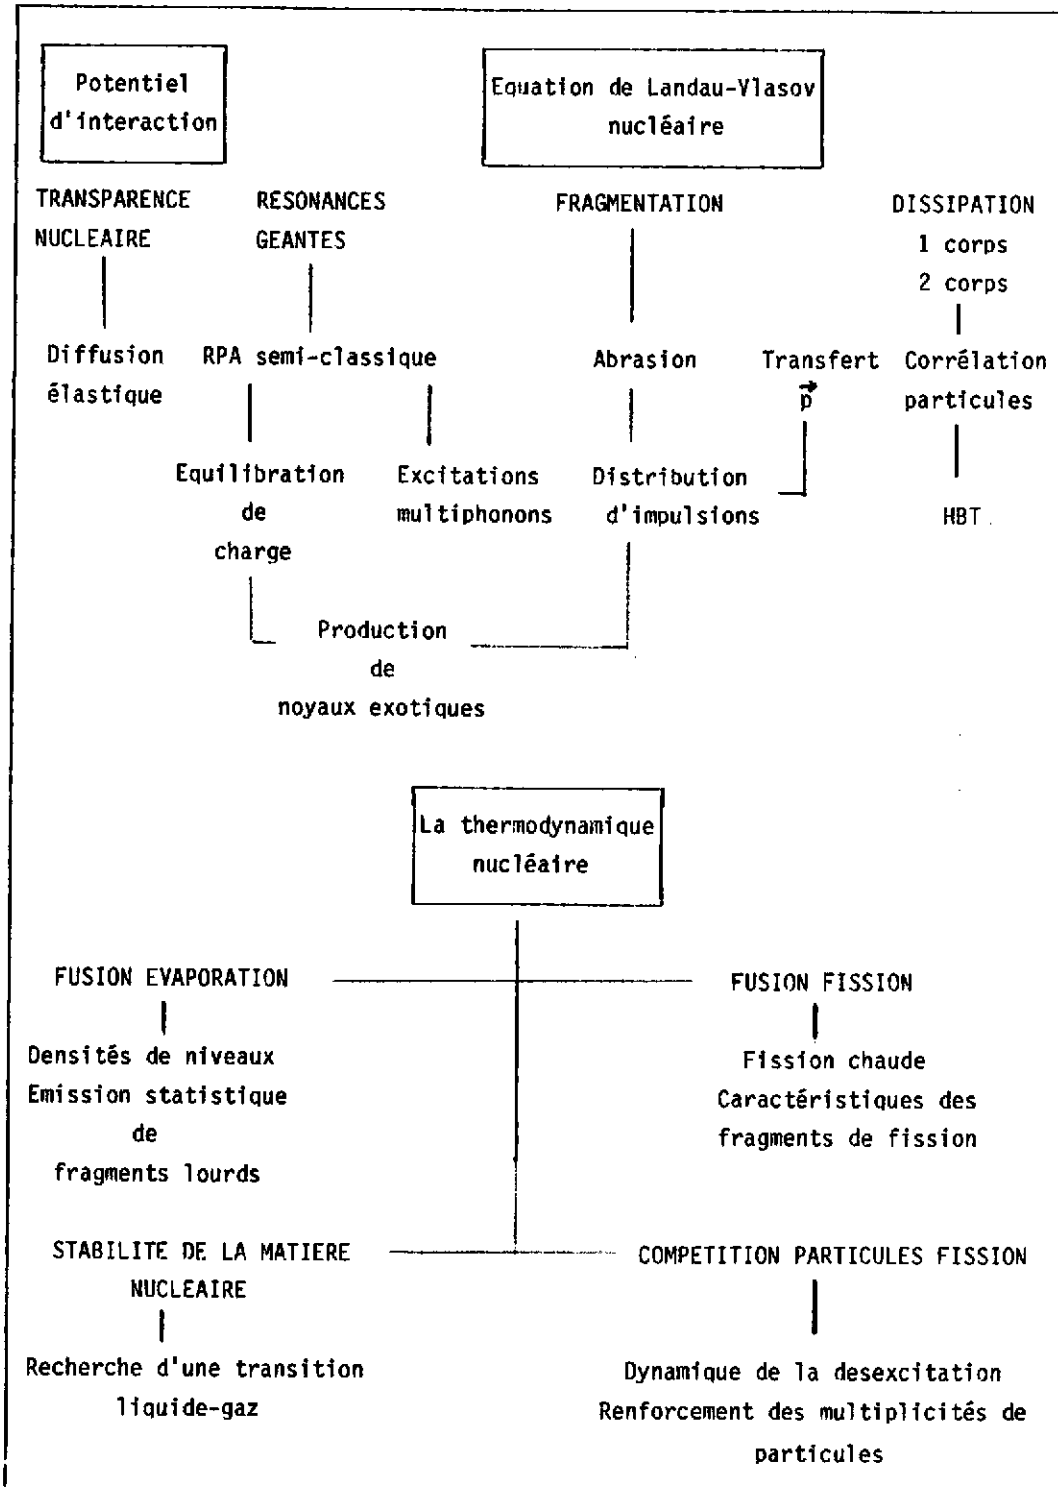 Potentiel
d'interaction
Equation de Landau-Vlasov
nucléaire
TRANSPARENCE
NUCLEAIRE
RESONANCES
GEANTES
FRAGMENTATION
DISSIPATION
1 corps
2 corps
Diffusion
élastique
RPA semi-classique
Abrasion
Transfert
p⃗
Corrélation
particules
Equilibration
de
charge
Excitations
multiphonons
Distribution
d'impulsions
HBT
Production
de
noyaux exotiques
La thermodynamique
nucléaire
FUSION EVAPORATION
FUSION FISSION
Densités de niveaux
Emission statistique
de
fragments lourds
Fission chaude
Caractéristiques des
fragments de fission
STABILITE DE LA MATIERE
NUCLEAIRE
COMPETITION PARTICULES FISSION
Recherche d'une transition
liquide-gaz
Dynamique de la desexcitation
Renforcement des multiplicités de
particules